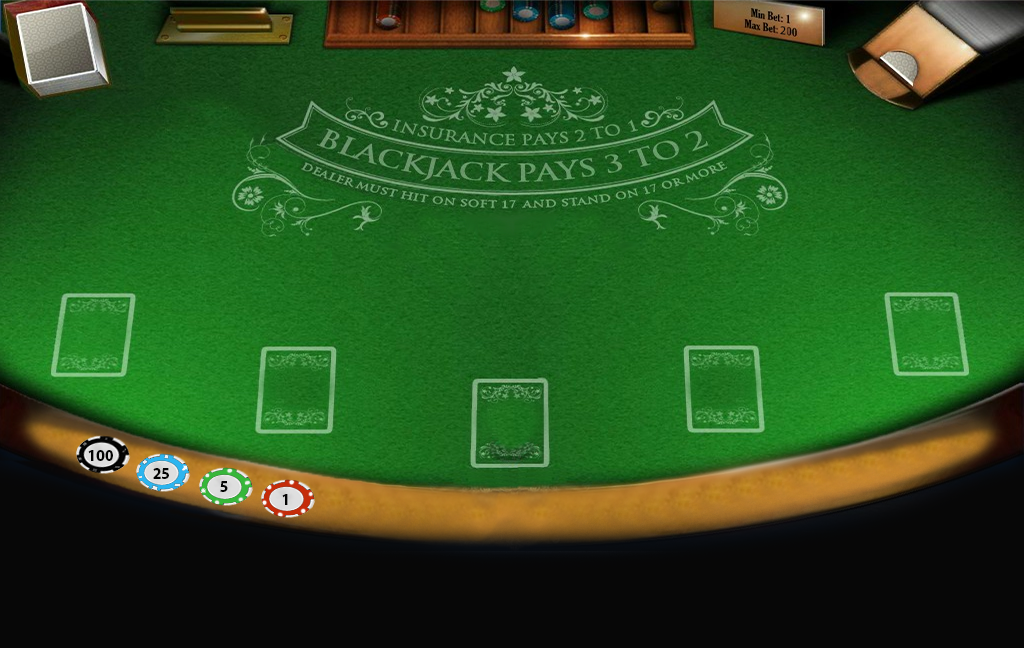 Min Bet: 1
Max Bet: 200
INSURANCE PAYS 2 TO 1
BLACKJACK PAYS 3 TO 2
DEALER MUST HIT ON SOFT 17 AND STAND ON 17 OR MORE
100
25
5
1